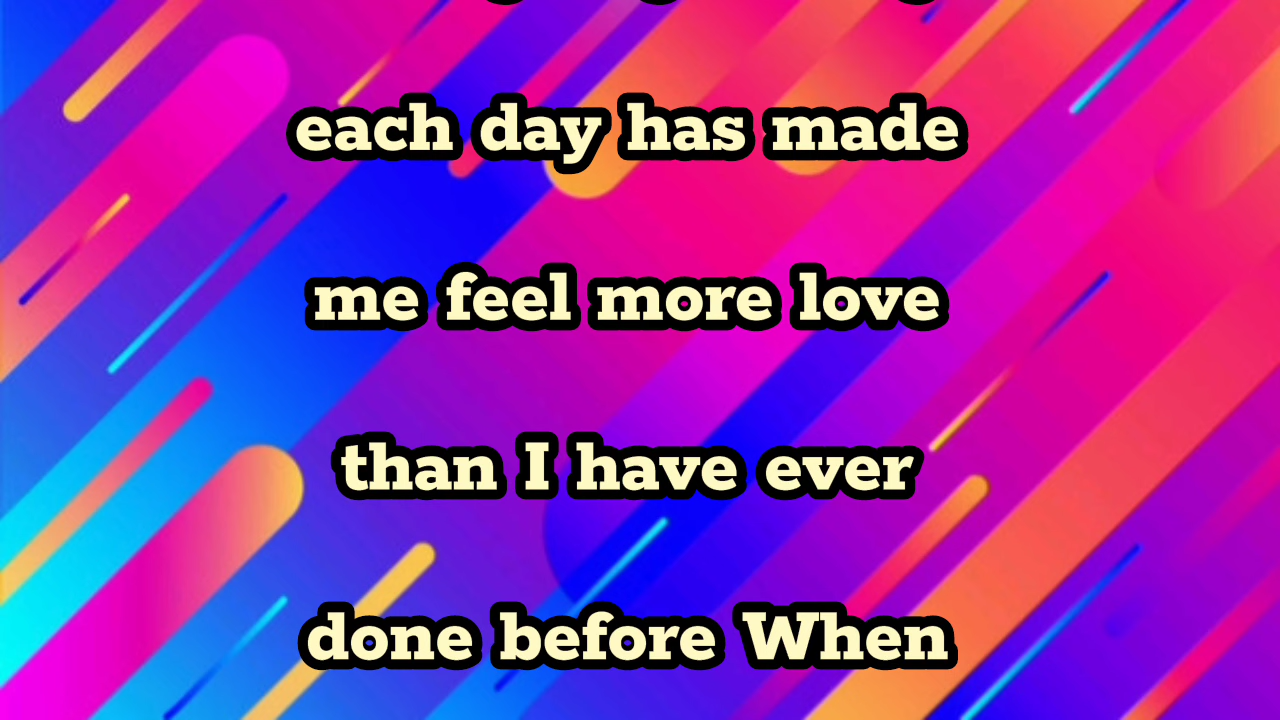 each day has made
me feel more love
than I have ever
done before When